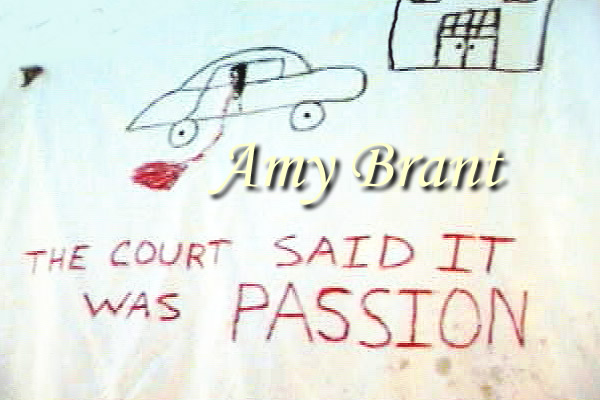 Amy Brant
THE COURT SAID IT
WAS PASSION